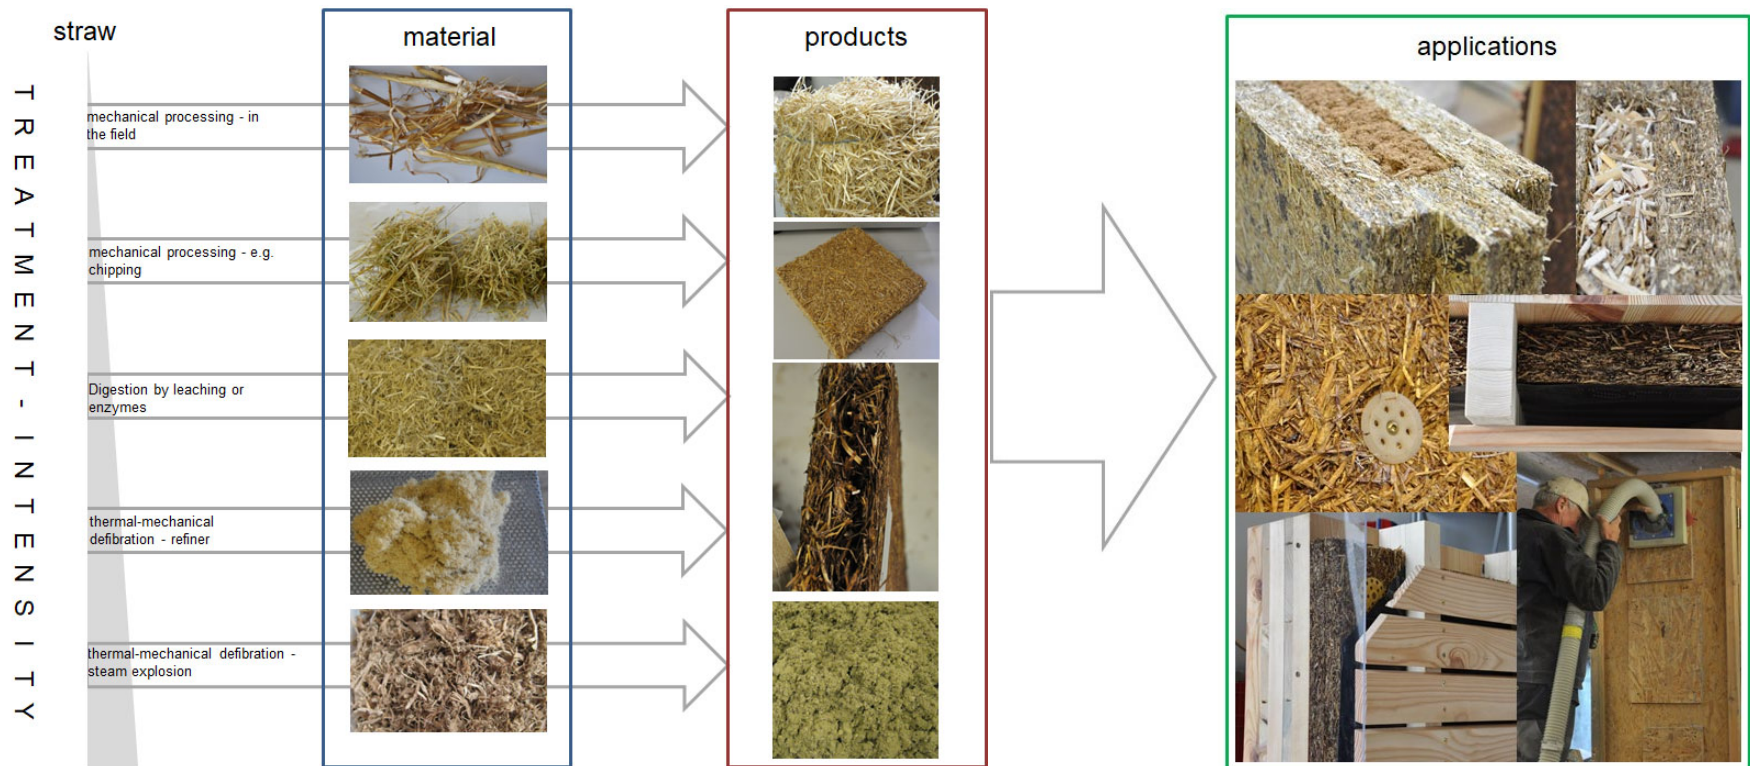 straw
material
products
applications
TREATMENT-INTENSITY
mechanical processing - in
the field
mechanical processing - e.g.
chipping
Digestion by leaching or
enzymes
thermal-mechanical
defibration - refiner
thermal-mechanical defibration -
steam explosion